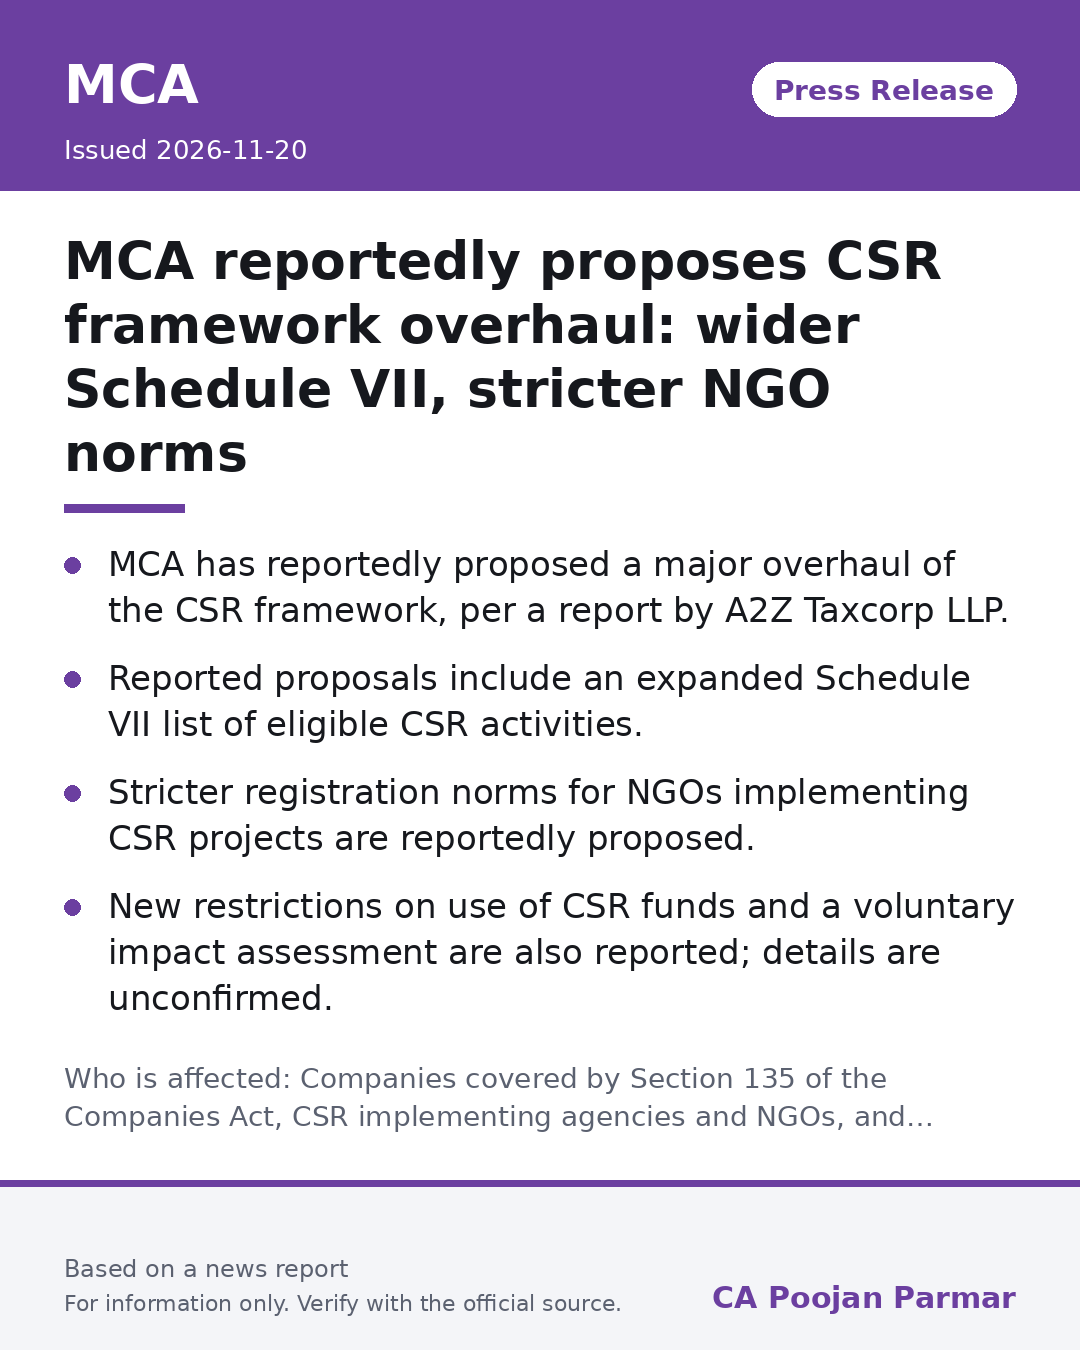 MCA
Press Release
Issued 2026-11-20
MCA reportedly proposes CSR
framework overhaul: wider
Schedule VII, stricter NGO
norms
MCA has reportedly proposed a major overhaul of
the CSR framework, per a report by A2Z Taxcorp LLP.
Reported proposals include an expanded Schedule
VII list of eligible CSR activities.
Stricter registration norms for NGOs implementing
CSR projects are reportedly proposed.
New restrictions on use of CSR funds and a voluntary
impact assessment are also reported; details are
unconfirmed.
Who is affected: Companies covered by Section 135 of the
Companies Act, CSR implementing agencies and NGOs, and...
Based on a news report
For information only. Verify with the official source.
CA Poojan Parmar